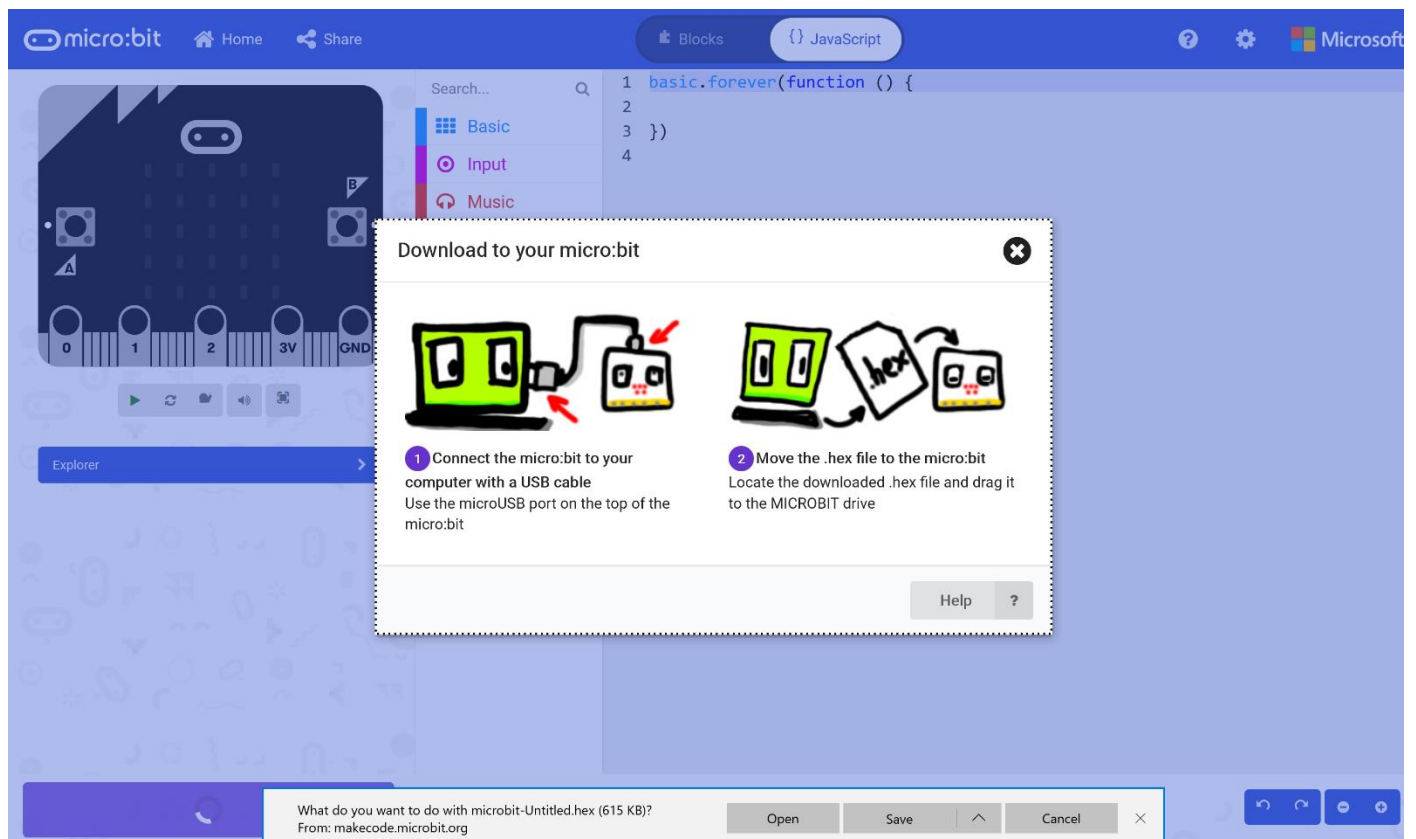 micro:bit Home Share Blocks {} JavaScript ? Microsoft
Search...
Basic
Input
Music
1 basic.forever(function () {
2
3 })
4
B
A
0 1 2 3V GND
Explorer
Download to your micro:bit
.hex
1 Connect the micro:bit to your
computer with a USB cable
Use the microUSB port on the top of the
micro:bit
2 Move the .hex file to the micro:bit
Locate the downloaded .hex file and drag it
to the MICROBIT drive
Help ?
What do you want to do with microbit-Untitled.hex (615 KB)?
From: makecode.microbit.org
Open Save Cancel